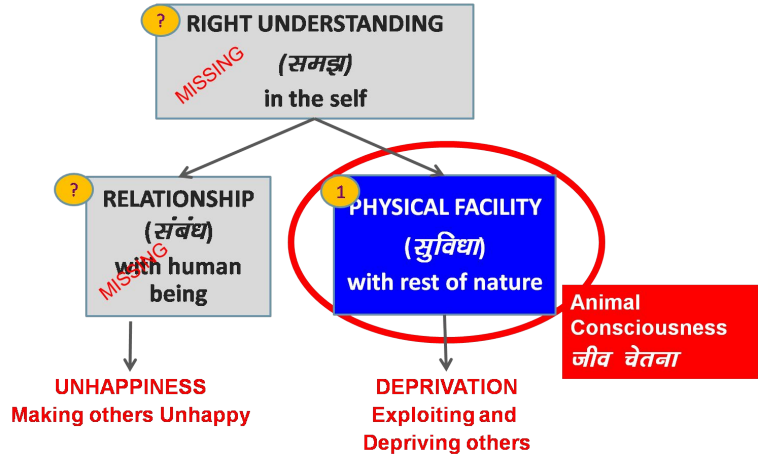 ?
RIGHT UNDERSTANDING
(समझ)
in the self
MISSING
?
RELATIONSHIP
(संबंध)
with human
being
MISSING
1
PHYSICAL FACILITY
(सुविधा)
with rest of nature
Animal
Consciousness
जीव चेतना
UNHAPPINESS
Making others Unhappy
DEPRIVATION
Exploiting and
Depriving others